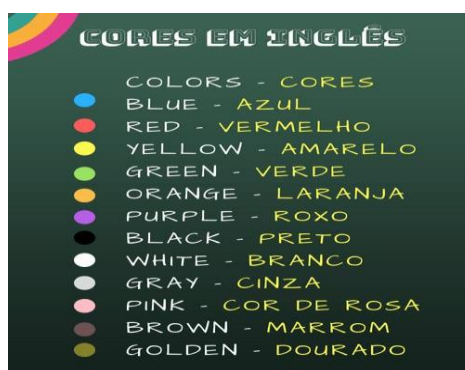 CORES EM INGLÊS
COLORS - CORES
BLUE - AZUL
RED - VERMELHO
YELLOW - AMARELO
GREEN - VERDE
ORANGE - LARANJA
PURPLE - ROXO
BLACK - PRETO
WHITE - BRANCO
GRAY - CINZA
PINK - COR DE ROSA
BROWN - MARROM
GOLDEN - DOURADO